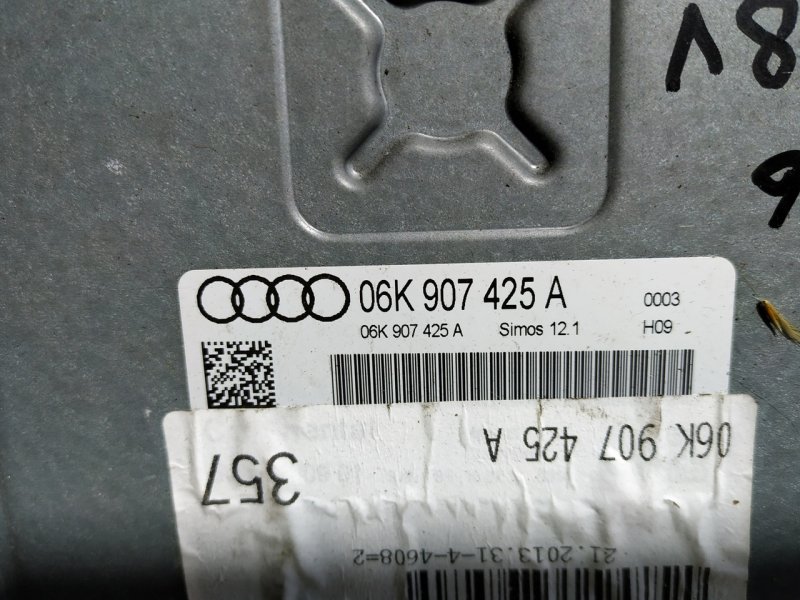 18
9
06K 907 425 A 0003
06K 907 425 A Simos 12.1 H09
06K 907 425 A
357
21.2013.31-4-4608=2